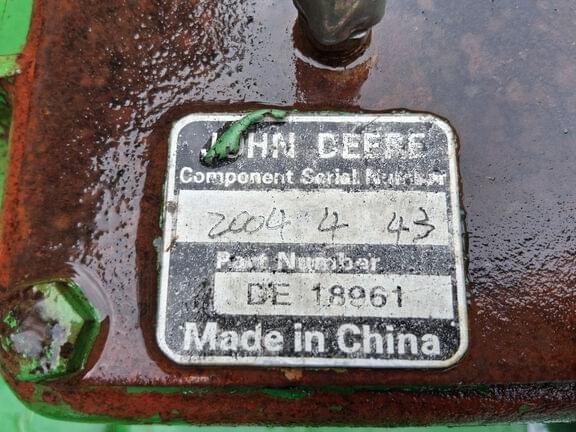 JOHN DEERE
Component Serial Number
2004 4 43
Part Number
DE 18961
Made in China